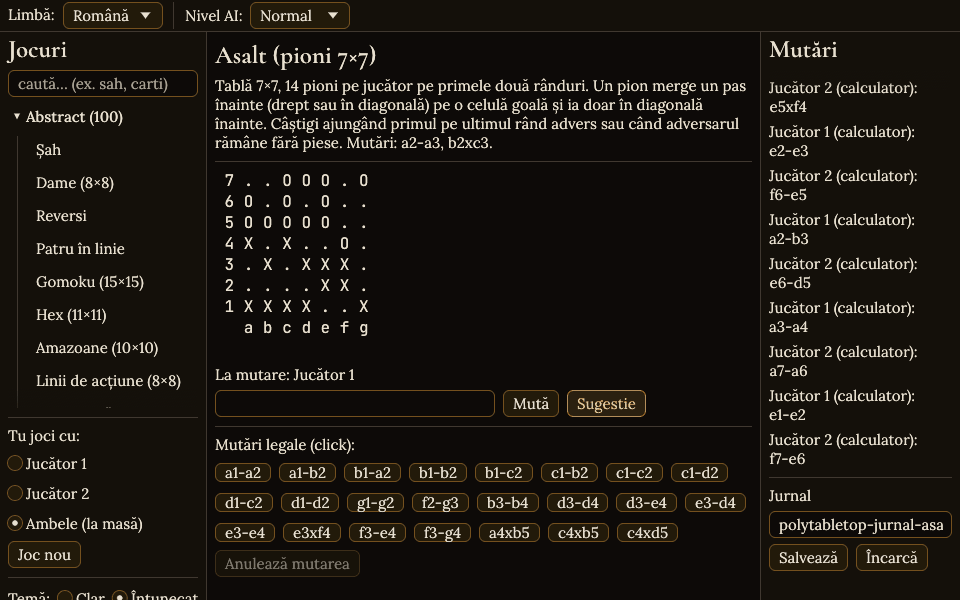 Limbă: Română ▼ Nivel AI: Normal ▼
Jocuri
caută... (ex. sah, carti)
▼ Abstract (100)
Șah
Dame (8×8)
Reversi
Patru în linie
Gomoku (15×15)
Hex (11×11)
Amazoane (10×10)
Linii de acțiune (8×8)
Tu joci cu:
Jucător 1
Jucător 2
Ambele (la masă)
Joc nou
Temă: Clar Întunecat
Asalt (pioni 7×7)
Tablă 7×7, 14 pioni pe jucător pe primele două rânduri. Un pion merge un pas
înainte (drept sau în diagonală) pe o celulă goală și ia doar în diagonală
înainte. Câștigi ajungând primul pe ultimul rând advers sau când adversarul
rămâne fără piese. Mutări: a2-a3, b2xc3.
7 . . O O O . O
6 O . O . O . .
5 O O O O O . .
4 X . X . . O .
3 . X . X X X .
2 . . . . X X .
1 X X X X . . X
a b c d e f g
La mutare: Jucător 1
Mută Sugestie
Mutări legale (click):
a1-a2 a1-b2 b1-a2 b1-b2 b1-c2 c1-b2 c1-c2 c1-d2
d1-c2 d1-d2 g1-g2 f2-g3 b3-b4 d3-d4 d3-e4 e3-d4
e3-e4 e3xf4 f3-e4 f3-g4 a4xb5 c4xb5 c4xd5
Anulează mutarea
Mutări
Jucător 2 (calculator):
e5xf4
Jucător 1 (calculator):
e2-e3
Jucător 2 (calculator):
f6-e5
Jucător 1 (calculator):
a2-b3
Jucător 2 (calculator):
e6-d5
Jucător 1 (calculator):
a3-a4
Jucător 2 (calculator):
a7-a6
Jucător 1 (calculator):
e1-e2
Jucător 2 (calculator):
f7-e6
Jurnal
polytabletop-jurnal-asa
Salvează Încarcă